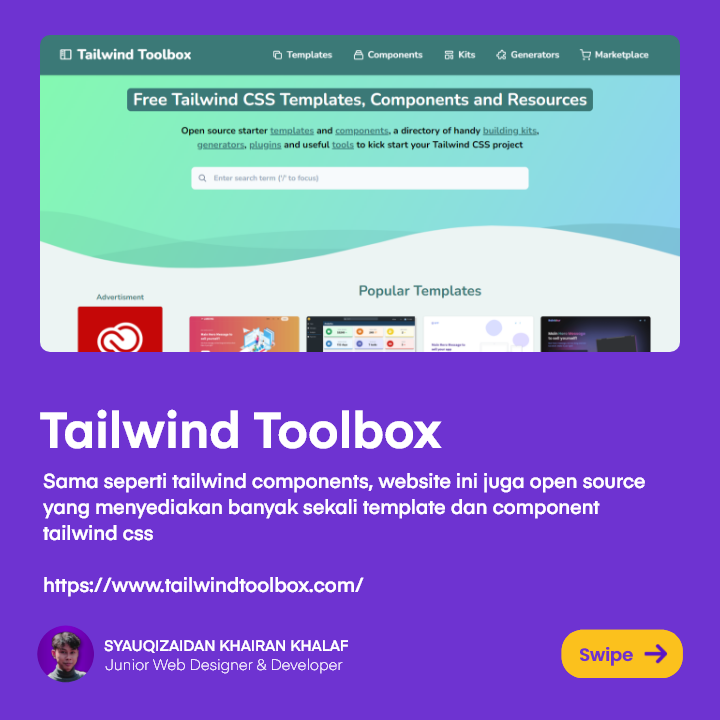 Tailwind Toolbox
Templates
Components
Kits
Generators
Marketplace
Free Tailwind CSS Templates, Components and Resources
Open source starter templates and components, a directory of handy building kits,
generators, plugins and useful tools to kick start your Tailwind CSS project
Enter search term ('/' to focus)
Advertisment
Popular Templates
Tailwind Toolbox
Sama seperti tailwind components, website ini juga open source
yang menyediakan banyak sekali template dan component
tailwind css
https://www.tailwindtoolbox.com/
SYAUQIZAIDAN KHAIRAN KHALAF
Junior Web Designer & Developer
Swipe